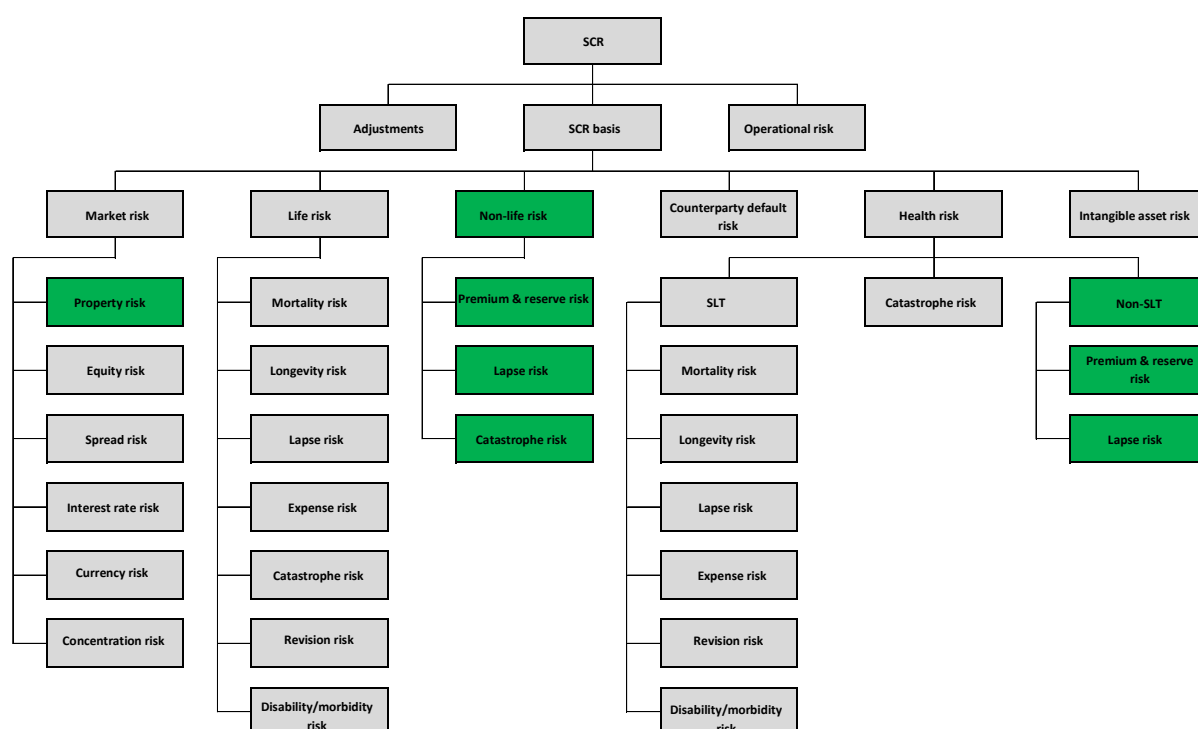 SCR
Adjustments
SCR basis
Operational risk
Market risk
Life risk
Non-life risk
Counterparty default
risk
Health risk
Intangible asset risk
Property risk
Mortality risk
Premium & reserve risk
SLT
Catastrophe risk
Non-SLT
Equity risk
Longevity risk
Lapse risk
Mortality risk
Premium & reserve
risk
Spread risk
Lapse risk
Catastrophe risk
Longevity risk
Lapse risk
Interest rate risk
Expense risk
Lapse risk
Currency risk
Catastrophe risk
Expense risk
Concentration risk
Revision risk
Revision risk
Disability/morbidity
risk
Disability/morbidity
risk